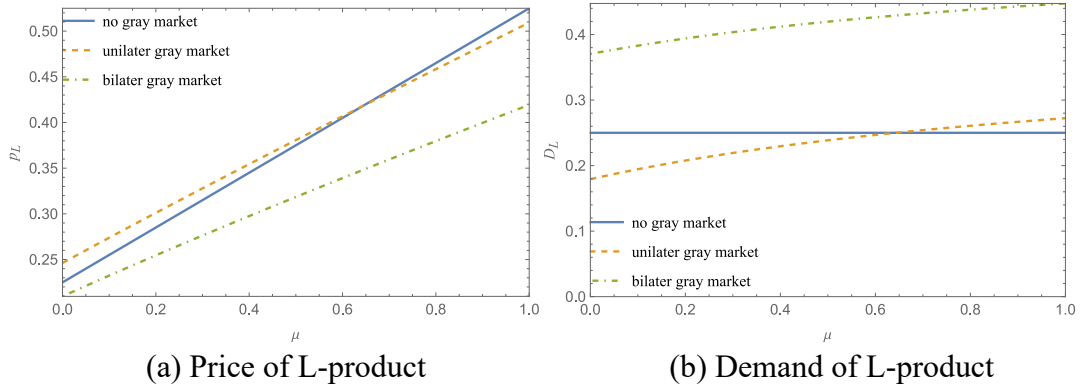 no gray market
unilater gray market
bilater gray market
0.50
0.45
0.40
0.35
0.30
0.25
p_L
0.0 0.2 0.4 0.6 0.8 1.0
μ
(a) Price of L-product
0.4
0.3
0.2
0.1
0.0
D_L
no gray market
unilater gray market
bilater gray market
0.0 0.2 0.4 0.6 0.8 1.0
μ
(b) Demand of L-product